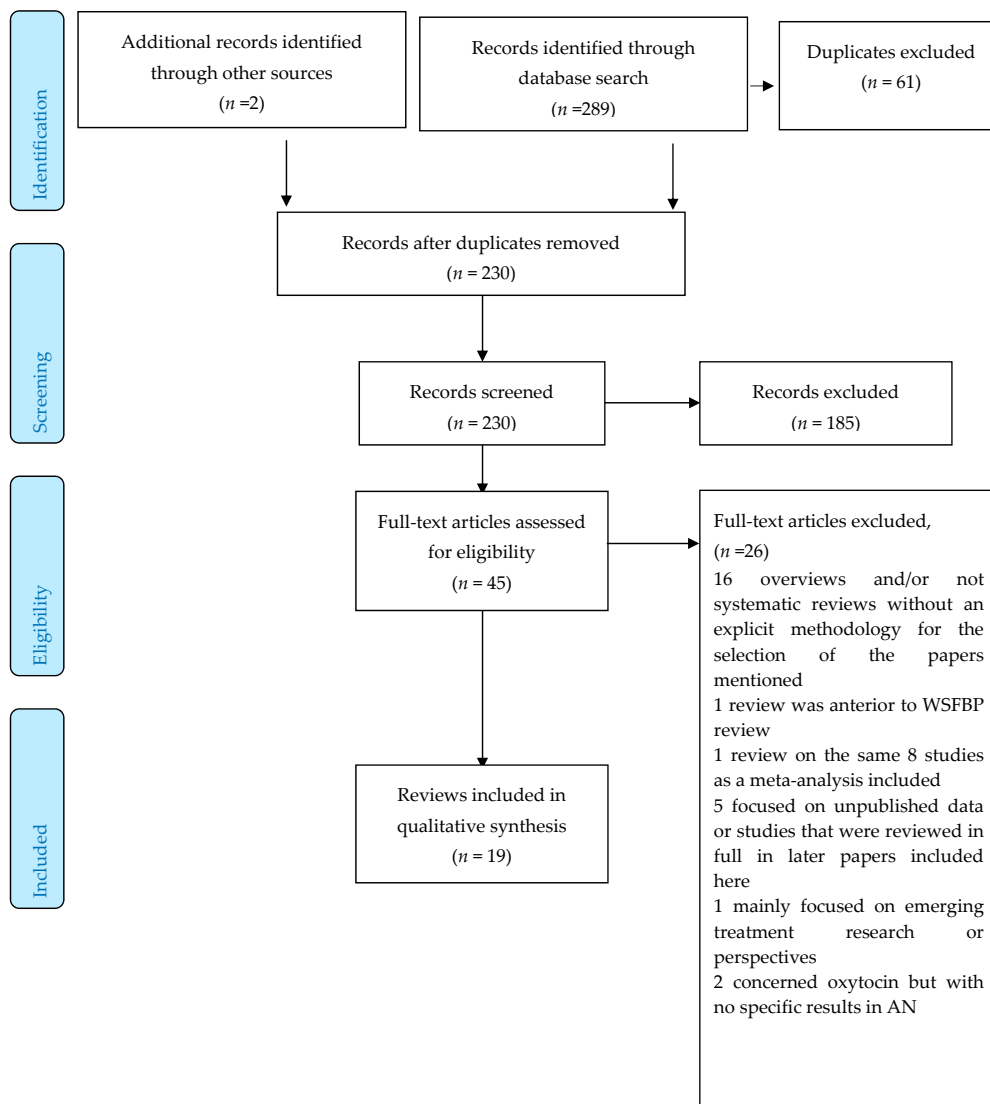 Identification
Additional records identified
through other sources
(n =2)
Records identified through
database search
(n =289)
Duplicates excluded
(n = 61)
Records after duplicates removed
(n = 230)
Screening
Records screened
(n = 230)
Records excluded
(n = 185)
Eligibility
Full-text articles assessed
for eligibility
(n = 45)
Full-text articles excluded,
(n =26)
16 overviews and/or not
systematic reviews without an
explicit methodology for the
selection of the papers
mentioned
1 review was anterior to WSFBP
review
1 review on the same 8 studies
as a meta-analysis included
5 focused on unpublished data
or studies that were reviewed in
full in later papers included
here
1 mainly focused on emerging
treatment research or
perspectives
2 concerned oxytocin but with
no specific results in AN
Included
Reviews included in
qualitative synthesis
(n = 19)